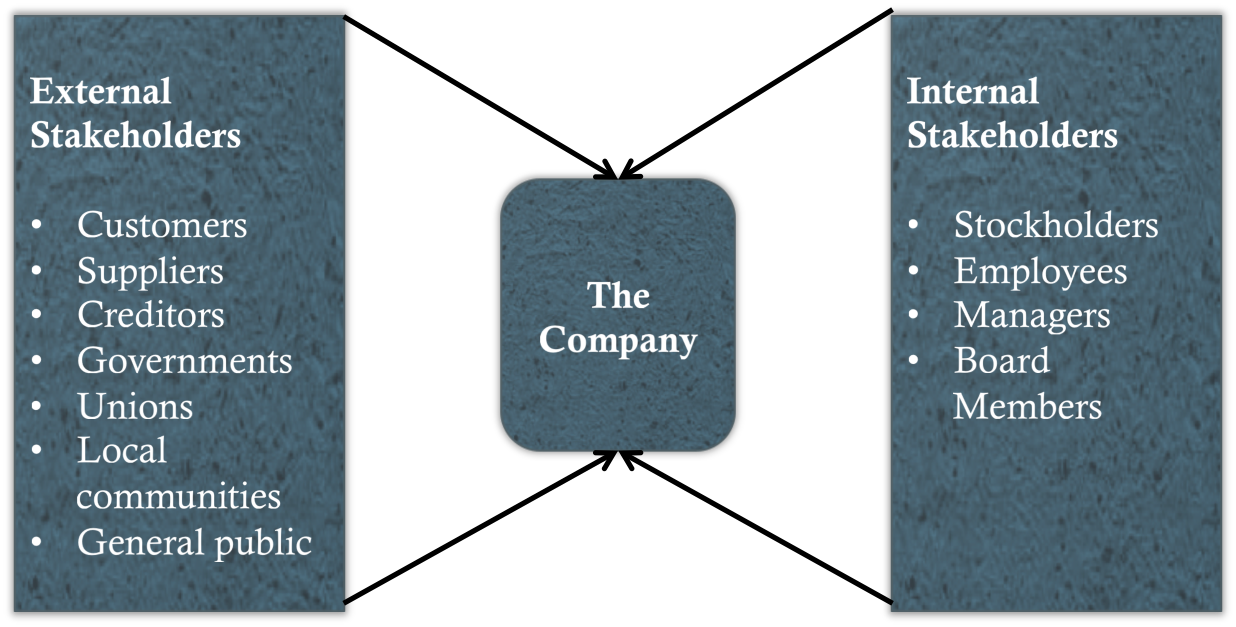 External
Stakeholders
• Customers
• Suppliers
• Creditors
• Governments
• Unions
• Local
communities
• General public
The
Company
Internal
Stakeholders
• Stockholders
• Employees
• Managers
• Board
Members